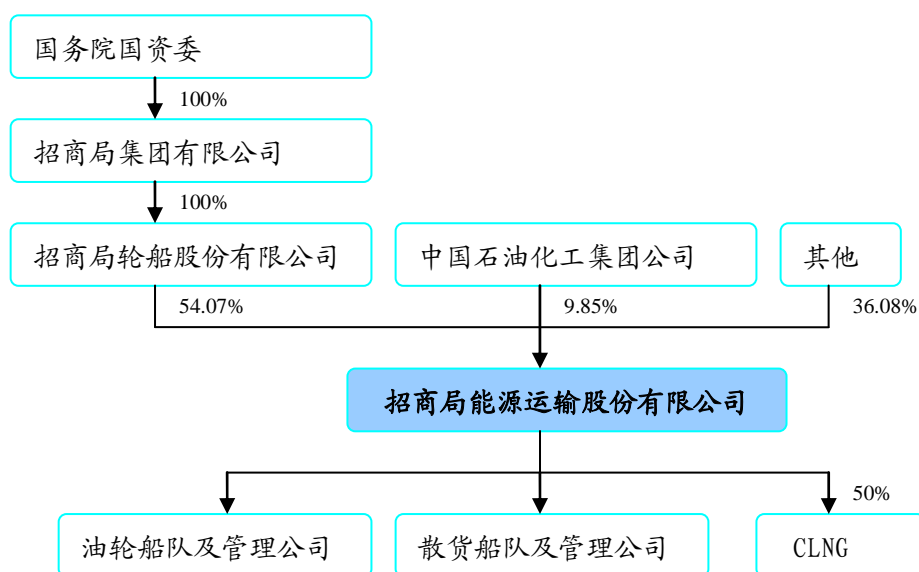 国务院国资委
100%
招商局集团有限公司
100%
招商局轮船股份有限公司
中国石油化工集团公司
其他
54.07%
9.85%
36.08%
招商局能源运输股份有限公司
50%
油轮船队及管理公司
散货船队及管理公司
CLNG